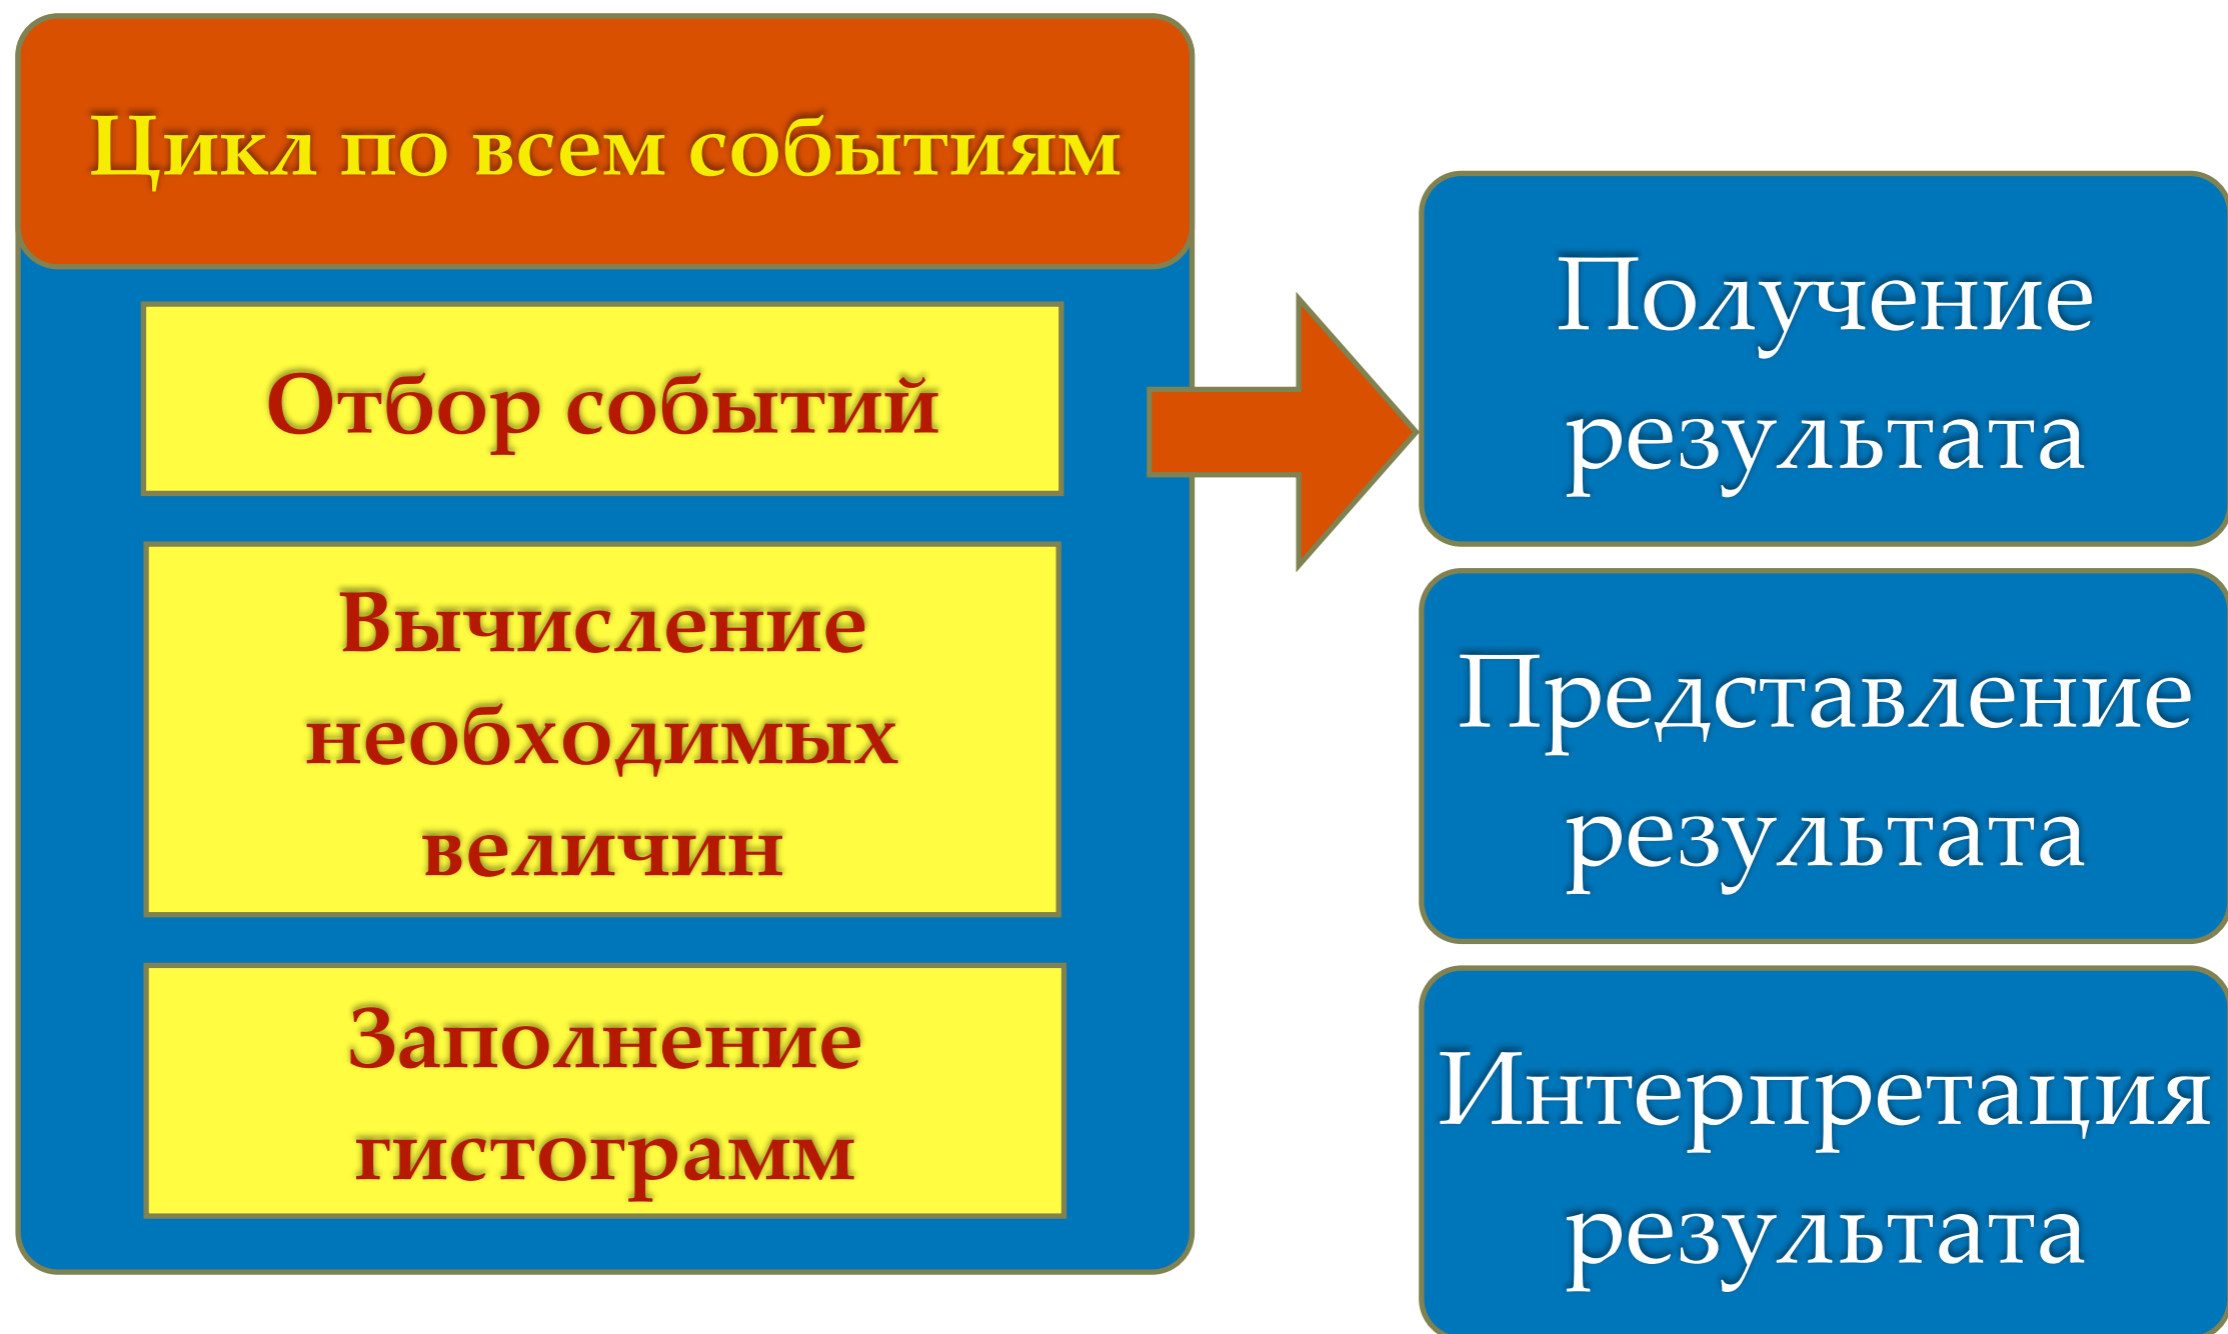 Цикл по всем событиям
Отбор событий
Вычисление
необходимых
величин
Заполнение
гистограмм
Получение
результата
Представление
результата
Интерпретация
результата